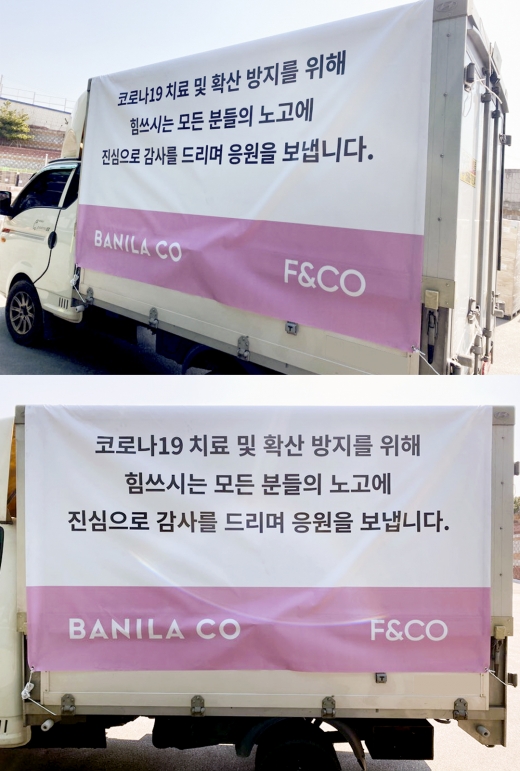 코로나19 치료 및 확산 방지를 위해
힘쓰시는 모든 분들의 노고에
진심으로 감사를 드리며 응원을 보냅니다.
BANILA CO
F&CO
코로나19 치료 및 확산 방지를 위해
힘쓰시는 모든 분들의 노고에
진심으로 감사를 드리며 응원을 보냅니다.
BANILA CO
F&CO